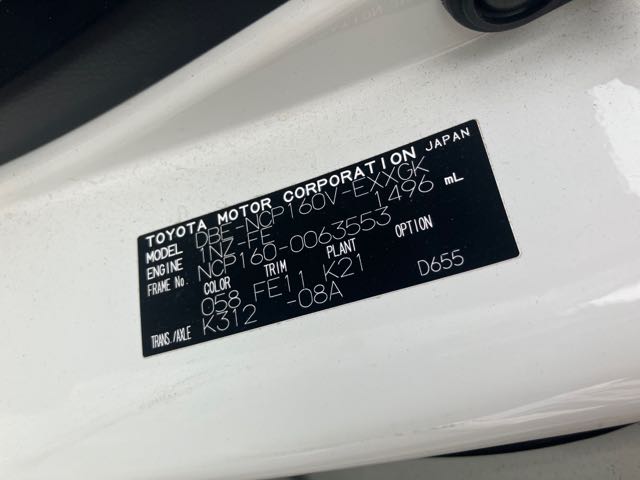 TOYOTA MOTOR CORPORATION JAPAN
MODEL DBE-NCP160V-EXXGK
ENGINE 1NZ-FE 1496 mL
FRAME No. NCP160-0063553
COLOR TRIM PLANT OPTION
058 FE11 K21
TRANS./AXLE K312 -08A D655